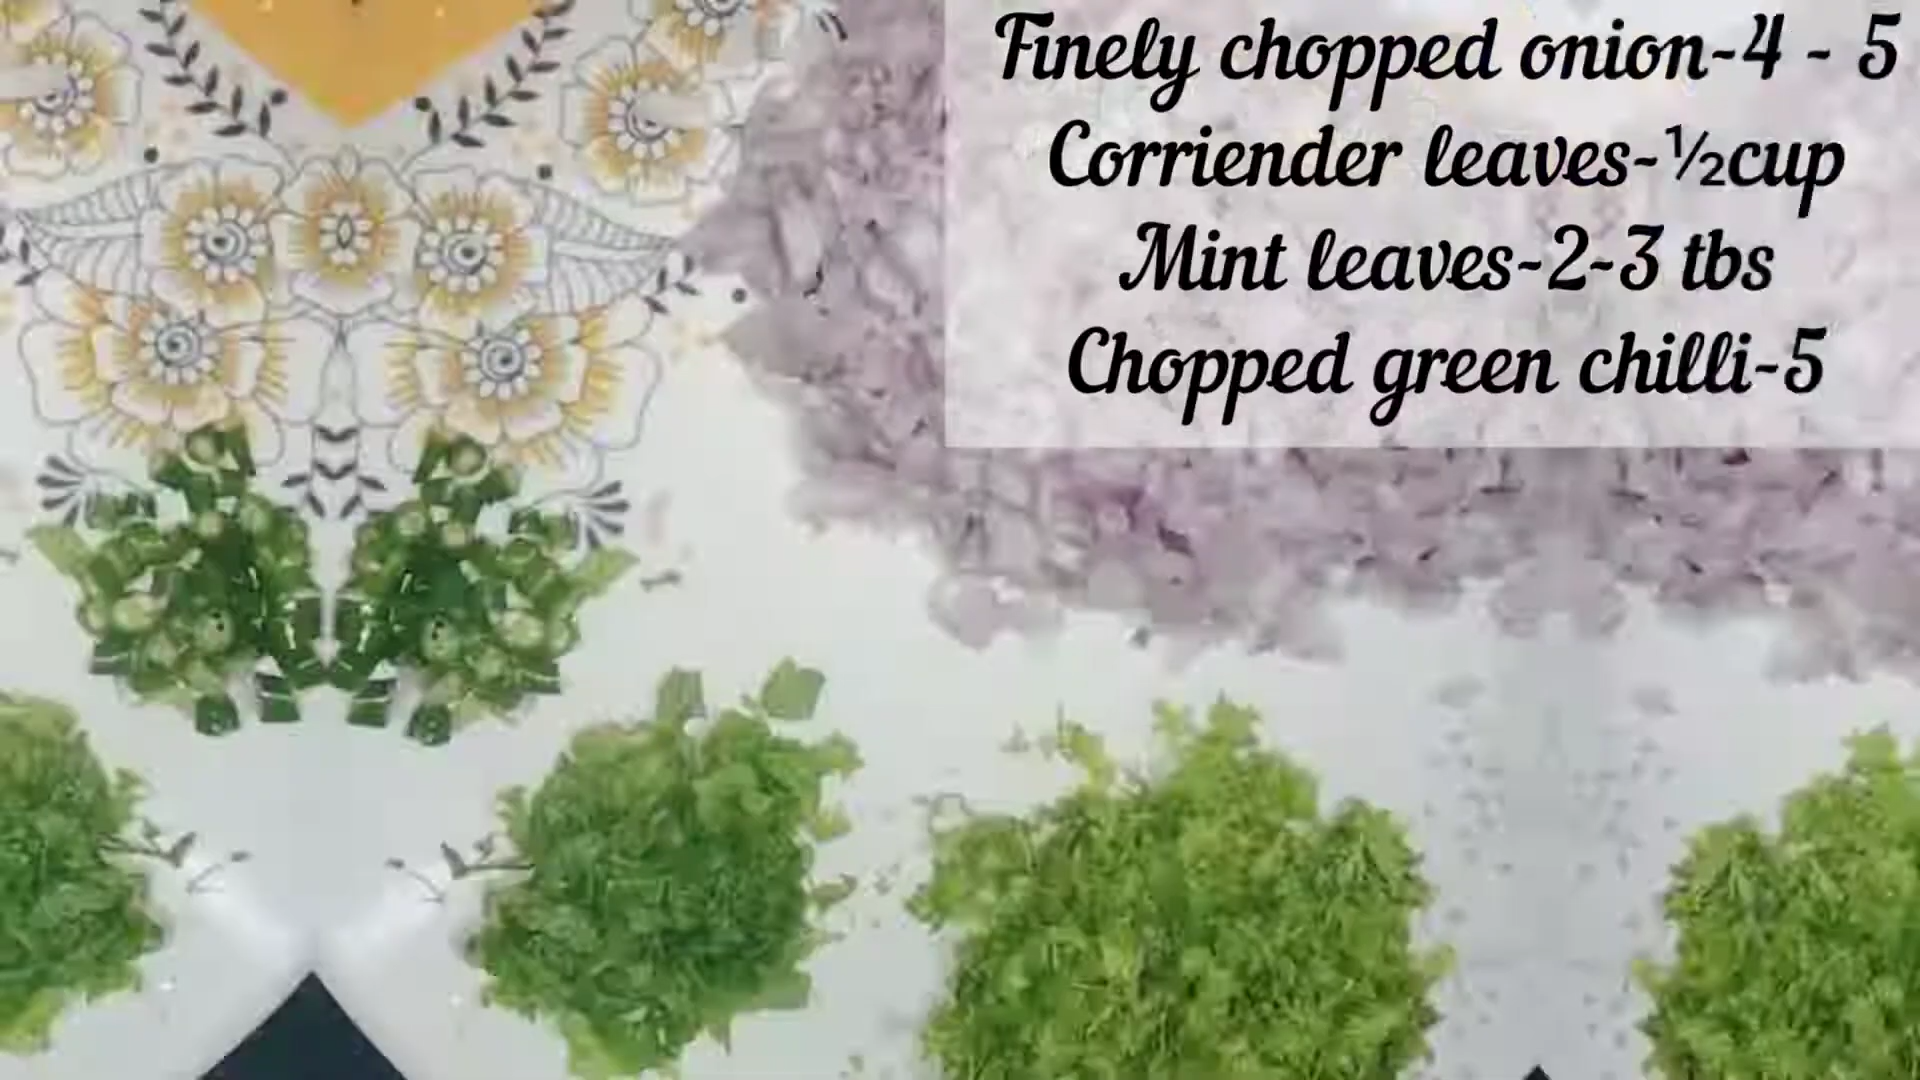 Finely chopped onion-4 - 5
Corriender leaves-½cup
Mint leaves-2-3 tbs
Chopped green chilli-5